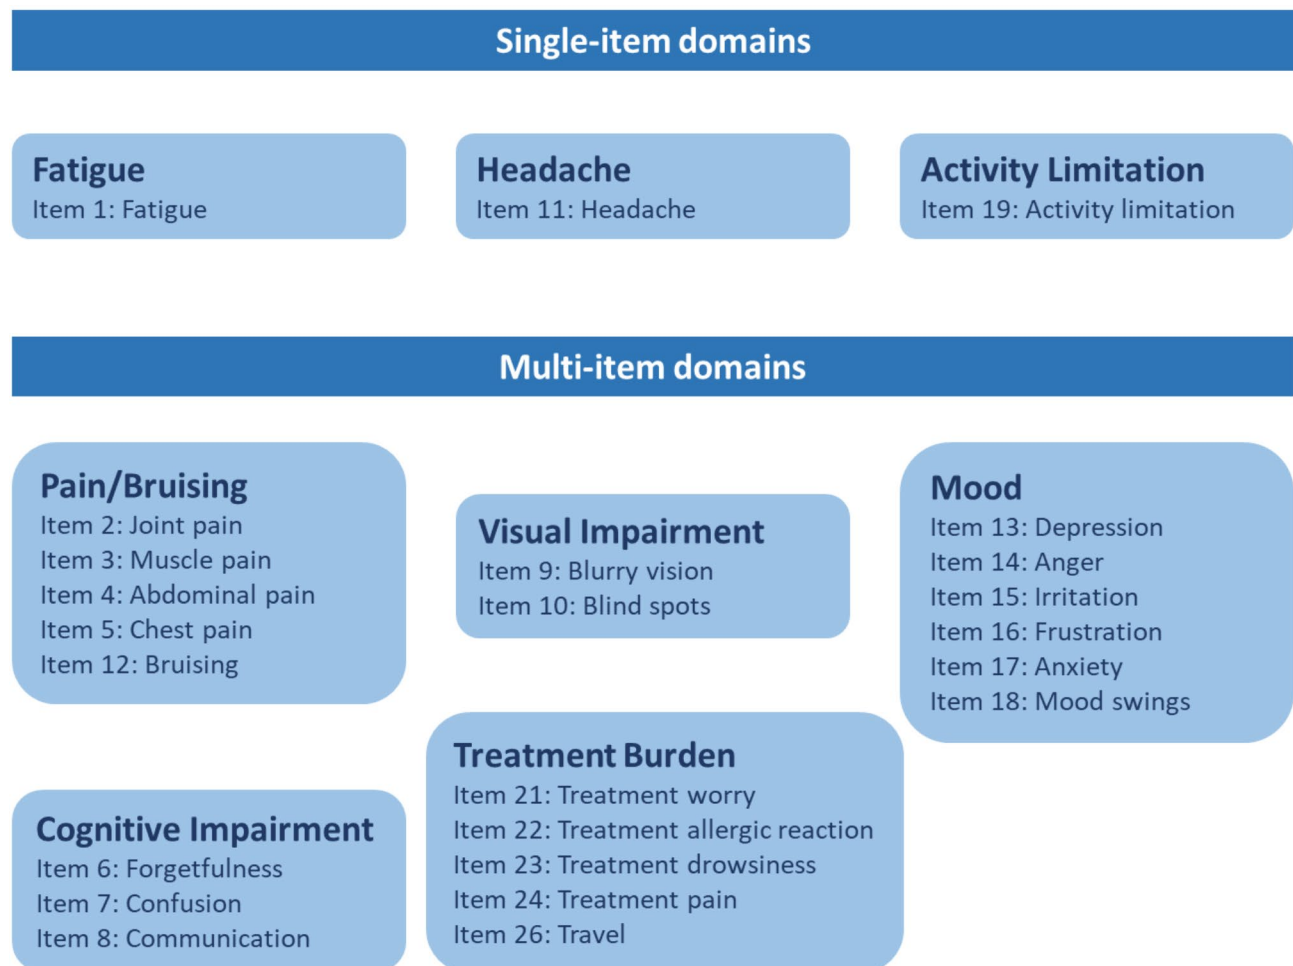 Single-item domains
Fatigue
Item 1: Fatigue
Headache
Item 11: Headache
Activity Limitation
Item 19: Activity limitation
Multi-item domains
Pain/Bruising
Item 2: Joint pain
Item 3: Muscle pain
Item 4: Abdominal pain
Item 5: Chest pain
Item 12: Bruising
Visual Impairment
Item 9: Blurry vision
Item 10: Blind spots
Mood
Item 13: Depression
Item 14: Anger
Item 15: Irritation
Item 16: Frustration
Item 17: Anxiety
Item 18: Mood swings
Cognitive Impairment
Item 6: Forgetfulness
Item 7: Confusion
Item 8: Communication
Treatment Burden
Item 21: Treatment worry
Item 22: Treatment allergic reaction
Item 23: Treatment drowsiness
Item 24: Treatment pain
Item 26: Travel